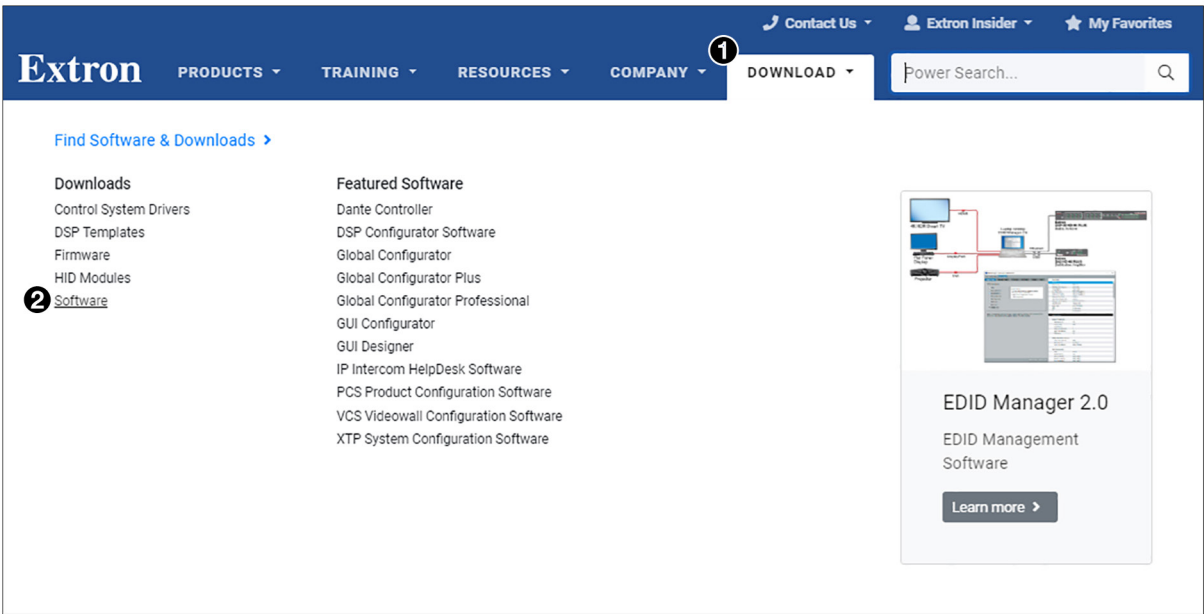 Contact Us
Extron Insider
My Favorites
1
Extron
PRODUCTS
TRAINING
RESOURCES
COMPANY
DOWNLOAD
Power Search...
Find Software & Downloads
Downloads
Control System Drivers
DSP Templates
Firmware
HID Modules
2 Software
Featured Software
Dante Controller
DSP Configurator Software
Global Configurator
Global Configurator Plus
Global Configurator Professional
GUI Configurator
GUI Designer
IP Intercom HelpDesk Software
PCS Product Configuration Software
VCS Videowall Configuration Software
XTP System Configuration Software
EDID Manager 2.0
EDID Management
Software
Learn more